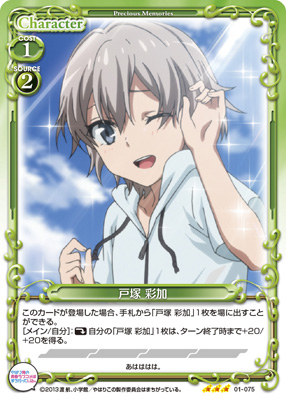 Precious Memories
Character
COST
1
SOURCE
2
戸塚 彩加
このカードが登場した場合、手札から「戸塚 彩加」1枚を場に出すこと
ができる。
[メイン/自分]: 自分の「戸塚 彩加」1枚は、ターン終了時まで+20/
+20を得る。
あははは。
©2013渡 航、小学館/やはりこの製作委員会はまちがっている。
01-075